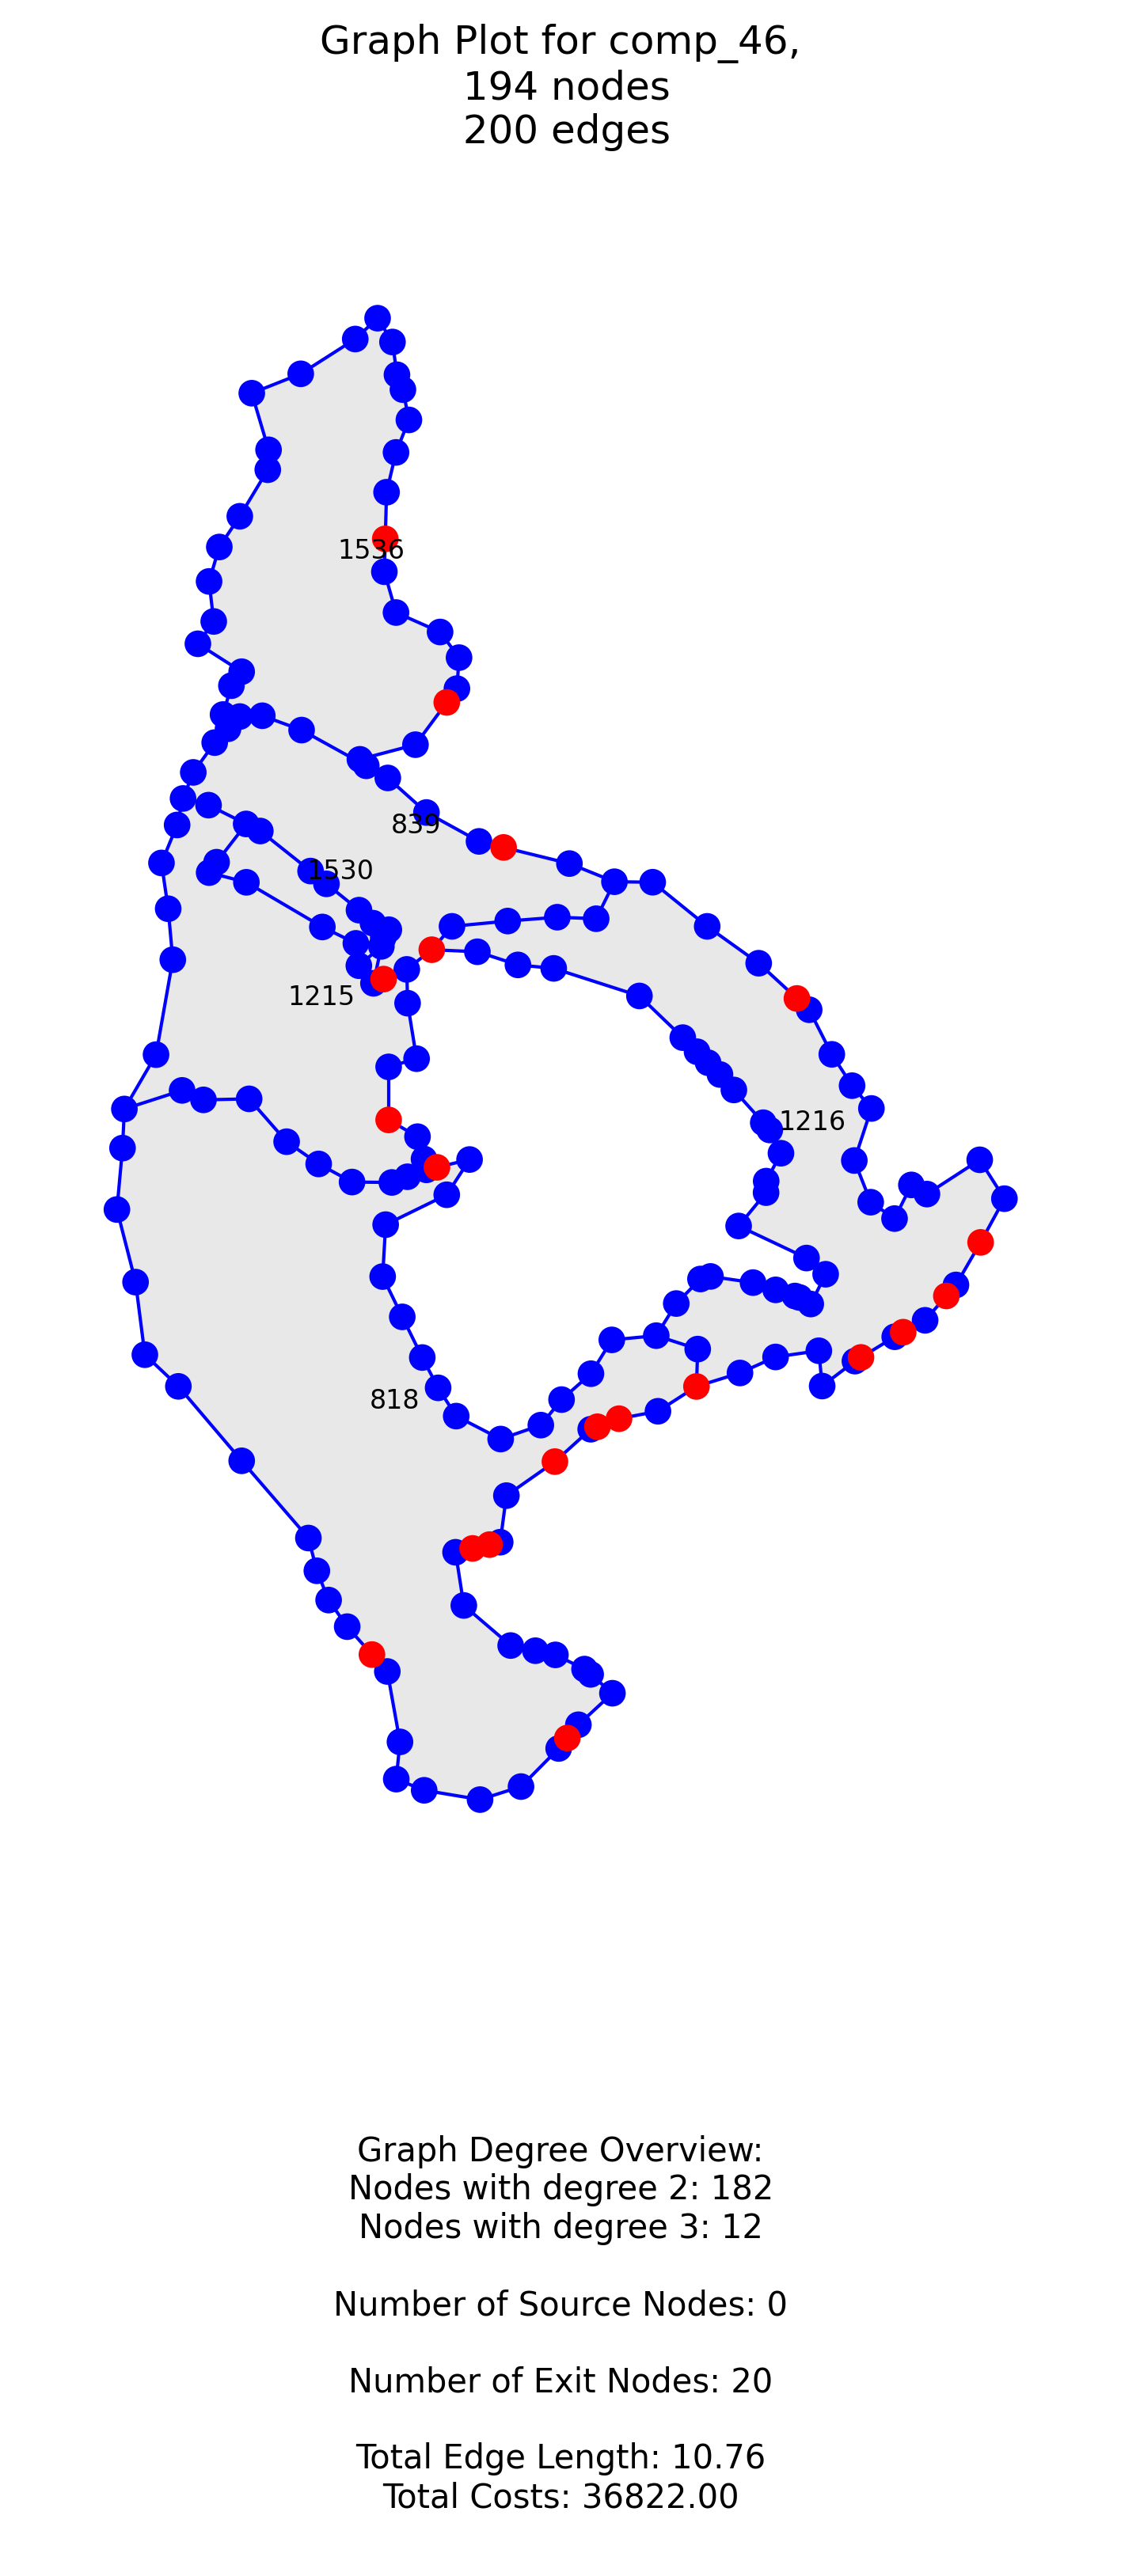 Graph Plot for comp_46,
194 nodes
200 edges
1536
839
1530
1215
1216
818
Graph Degree Overview:
Nodes with degree 2: 182
Nodes with degree 3: 12
Number of Source Nodes: 0
Number of Exit Nodes: 20
Total Edge Length: 10.76
Total Costs: 36822.00